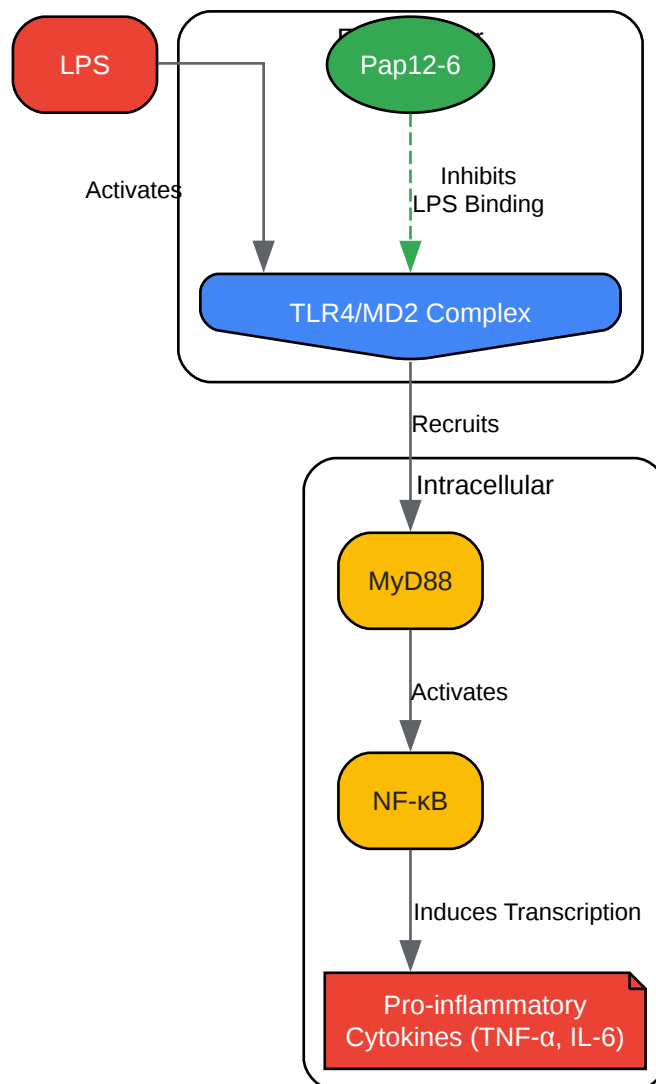 LPS
Pap12-6
Activates
Inhibits
LPS Binding
TLR4/MD2 Complex
Recruits
Intracellular
MyD88
Activates
NF-κB
Induces Transcription
Pro-inflammatory
Cytokines (TNF-α, IL-6)